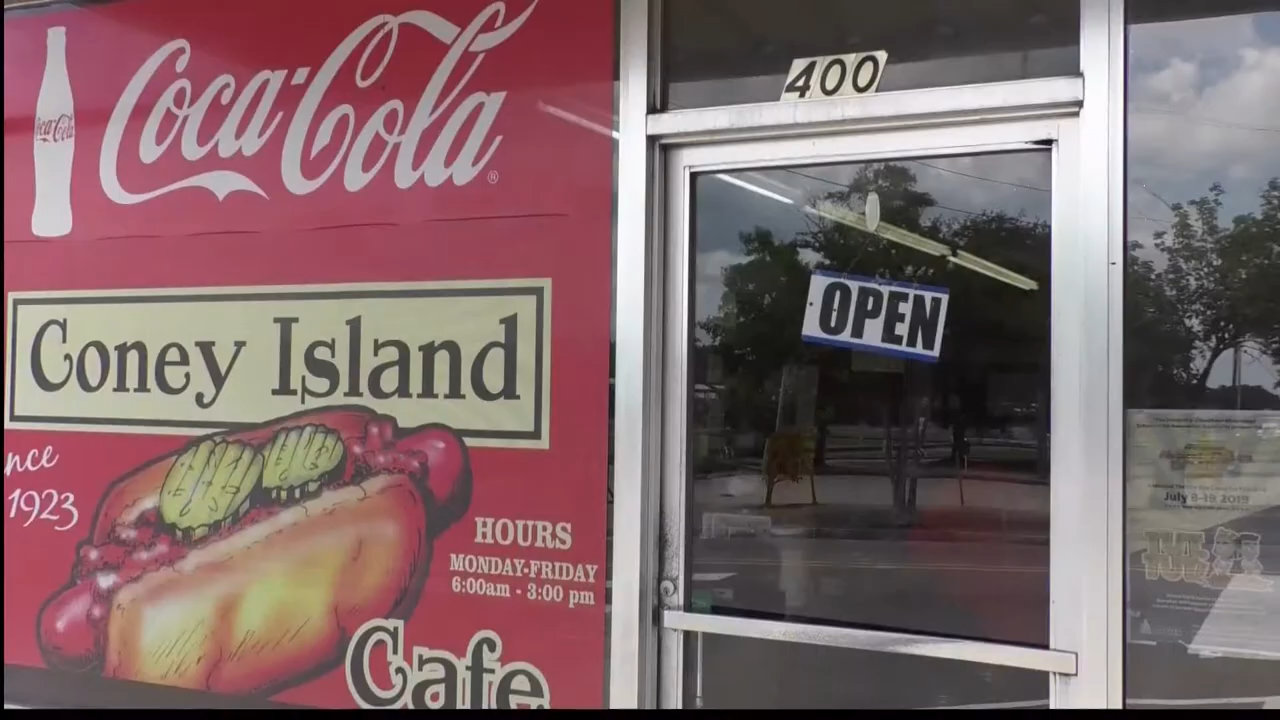 Coca-Cola
Coca-Cola
®
Coney Island
nce
1923
HOURS
MONDAY-FRIDAY
6:00am - 3:00 pm
Cafe
400
OPEN
July 8-19, 2019